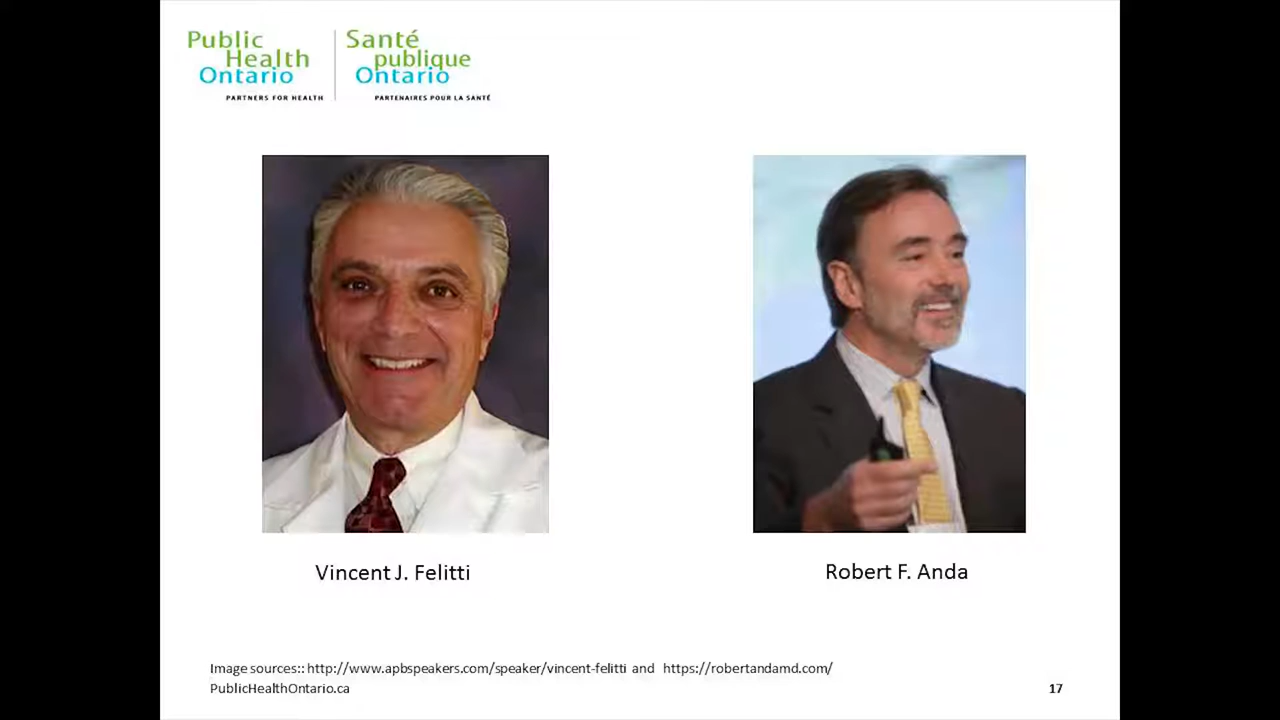 Public
Health
Ontario
PARTNERS FOR HEALTH
Santé
publique
Ontario
PARTENAIRES POUR LA SANTÉ
Vincent J. Felitti
Robert F. Anda
Image sources:: http://www.apbspeakers.com/speaker/vincent-felitti and https://robertandamd.com/
PublicHealthOntario.ca
17